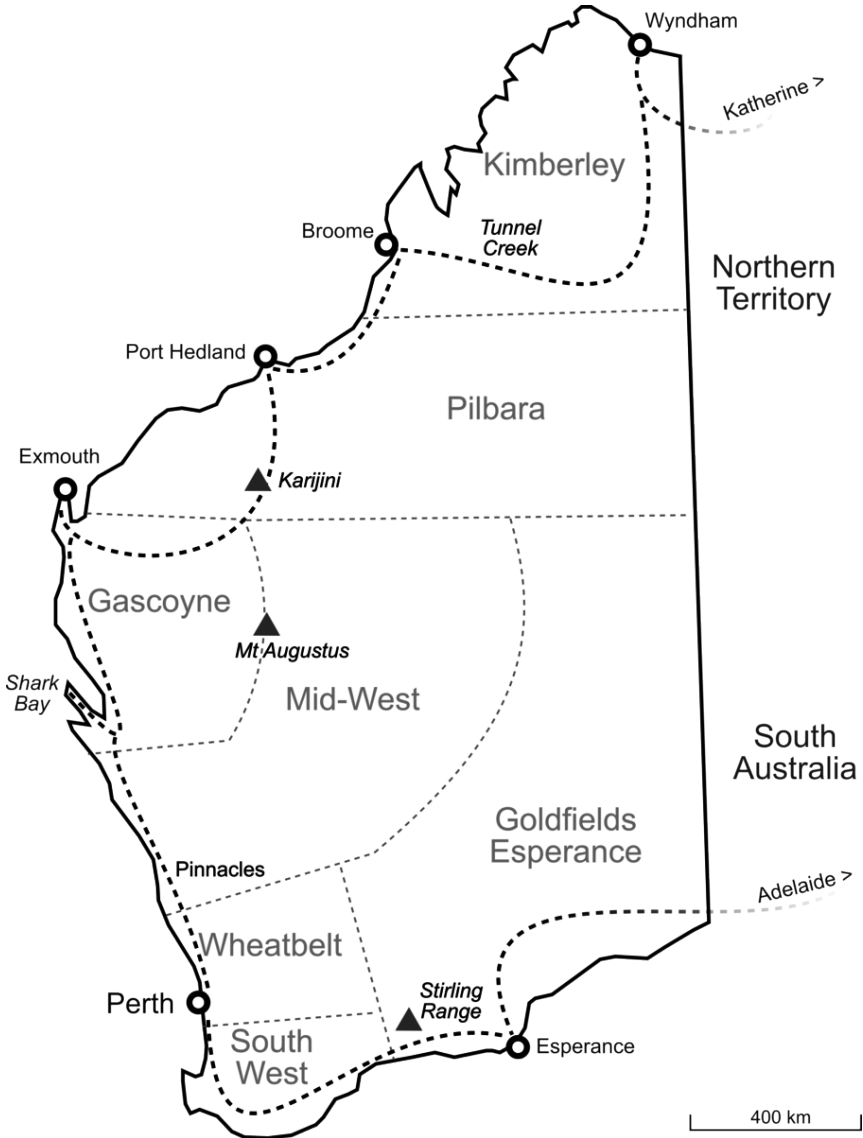 Wyndham
Katherine >
Kimberley
Broome
Tunnel
Creek
Northern
Territory
Port Hedland
Pilbara
Exmouth
Karijini
Gascoyne
Mt Augustus
Shark
Bay
Mid-West
South
Australia
Goldfields
Esperance
Pinnacles
Adelaide >
Wheatbelt
Perth
Stirling
Range
South
West
Esperance
400 km